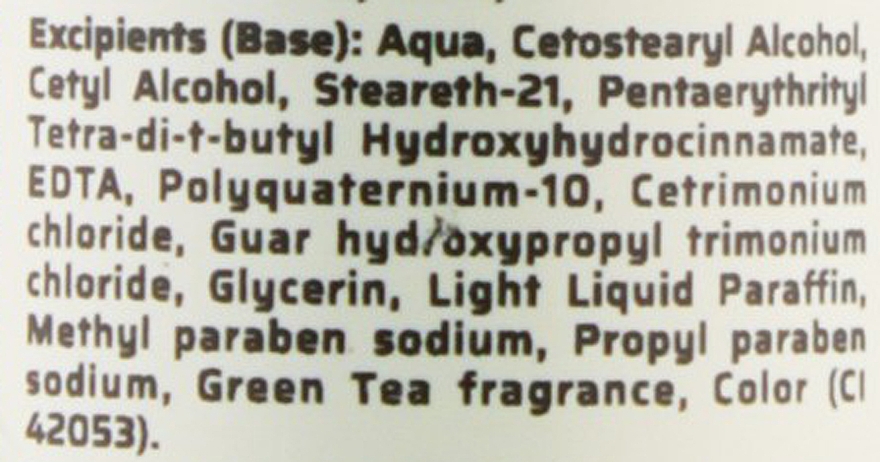 Excipients (Base): Aqua, Cetostearyl Alcohol,
Cetyl Alcohol, Steareth-21, Pentaerythrityl
Tetra-di-t-butyl Hydroxyhydrocinnamate,
EDTA, Polyquaternium-10, Cetrimonium
chloride, Guar hydroxypropyl trimonium
chloride, Glycerin, Light Liquid Paraffin,
Methyl paraben sodium, Propyl paraben
sodium, Green Tea fragrance, Color (CI
42053).